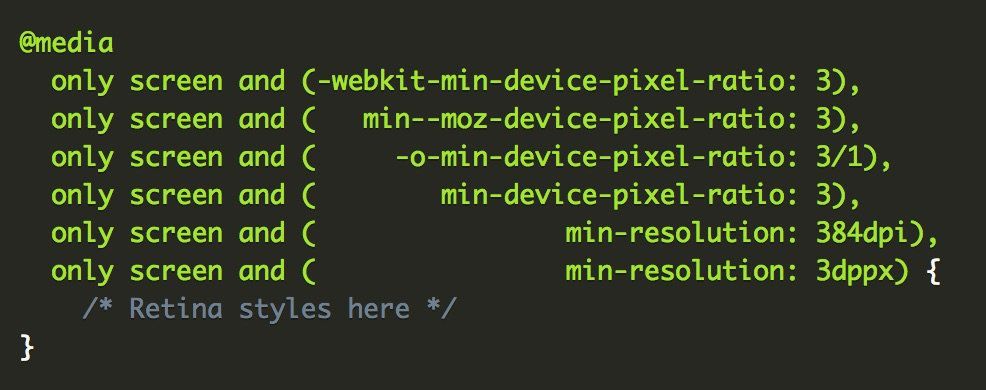 @media
  only screen and (-webkit-min-device-pixel-ratio: 3),
  only screen and (   min--moz-device-pixel-ratio: 3),
  only screen and (     -o-min-device-pixel-ratio: 3/1),
  only screen and (        min-device-pixel-ratio: 3),
  only screen and (                min-resolution: 384dpi),
  only screen and (                min-resolution: 3dppx) {
    /* Retina styles here */
}